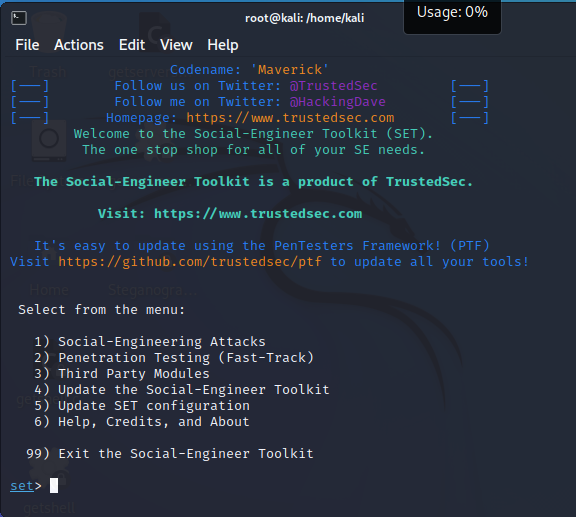 root@kali: /home/kali
Usage: 0%
File Actions Edit View Help
Codename: 'Maverick'
[---] Follow us on Twitter: @TrustedSec [---]
[---] Follow me on Twitter: @HackingDave [---]
[---] Homepage: https://www.trustedsec.com [---]
Welcome to the Social-Engineer Toolkit (SET).
The one stop shop for all of your SE needs.
The Social-Engineer Toolkit is a product of TrustedSec.
Visit: https://www.trustedsec.com
It's easy to update using the PenTesters Framework! (PTF)
Visit https://github.com/trustedsec/ptf to update all your tools!
Select from the menu:
1) Social-Engineering Attacks
2) Penetration Testing (Fast-Track)
3) Third Party Modules
4) Update the Social-Engineer Toolkit
5) Update SET configuration
6) Help, Credits, and About
99) Exit the Social-Engineer Toolkit
set>